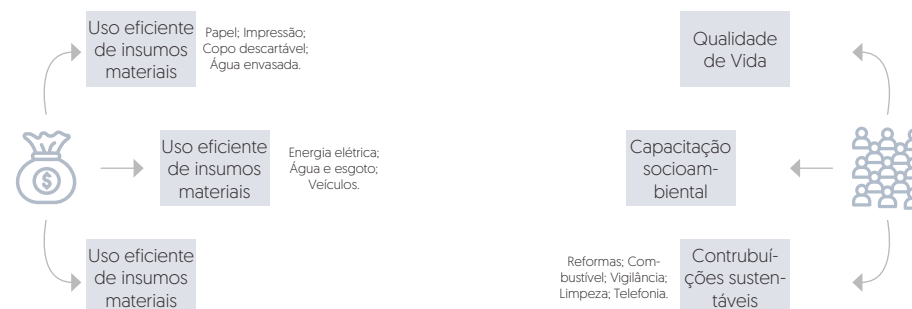 Uso eficiente
de insumos
materiais
Papel; Impressão;
Copo descartável;
Água envasada.
Uso eficiente
de insumos
materiais
Energia elétrica;
Água e esgoto;
Veículos.
Uso eficiente
de insumos
materiais
$
Qualidade
de Vida
Capacitação
socioam-
biental
Reformas; Com-
bustível; Vigilância;
Limpeza; Telefonia.
Contrubuí-
ções susten-
táveis